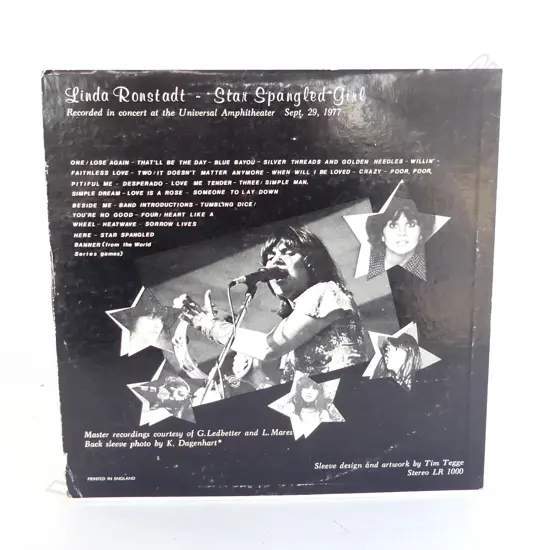 Linda Ronstadt - Star Spangled Girl
Recorded in concert at the Universal Amphitheater Sept. 29, 1977
ONE/LOSE AGAIN - THAT'LL BE THE DAY - BLUE BAYOU - SILVER THREADS AND GOLDEN NEEDLES - WILLIN' -
FAITHLESS LOVE - TWO/IT DOESN'T MATTER ANYMORE - WHEN WILL I BE LOVED - CRAZY - POOR, POOR,
PITIFUL ME - DESPERADO - LOVE ME TENDER - THREE/SIMPLE MAN,
SIMPLE DREAM - LOVE IS A ROSE - SOMEONE TO LAY DOWN
BESIDE ME - BAND INTRODUCTIONS - TUMBLING DICE/
YOU'RE NO GOOD - FOUR/HEART LIKE A
WHEEL - HEATWAVE - SORROW LIVES
HERE - STAR SPANGLED
BANNER (from the World
Series games)
Master recordings courtesy of G. Ledbetter and L. Mares
Back sleeve photo by K. Dagenhart*
Sleeve design and artwork by Tim Tegge
Stereo LR 1000
PRINTED IN ENGLAND